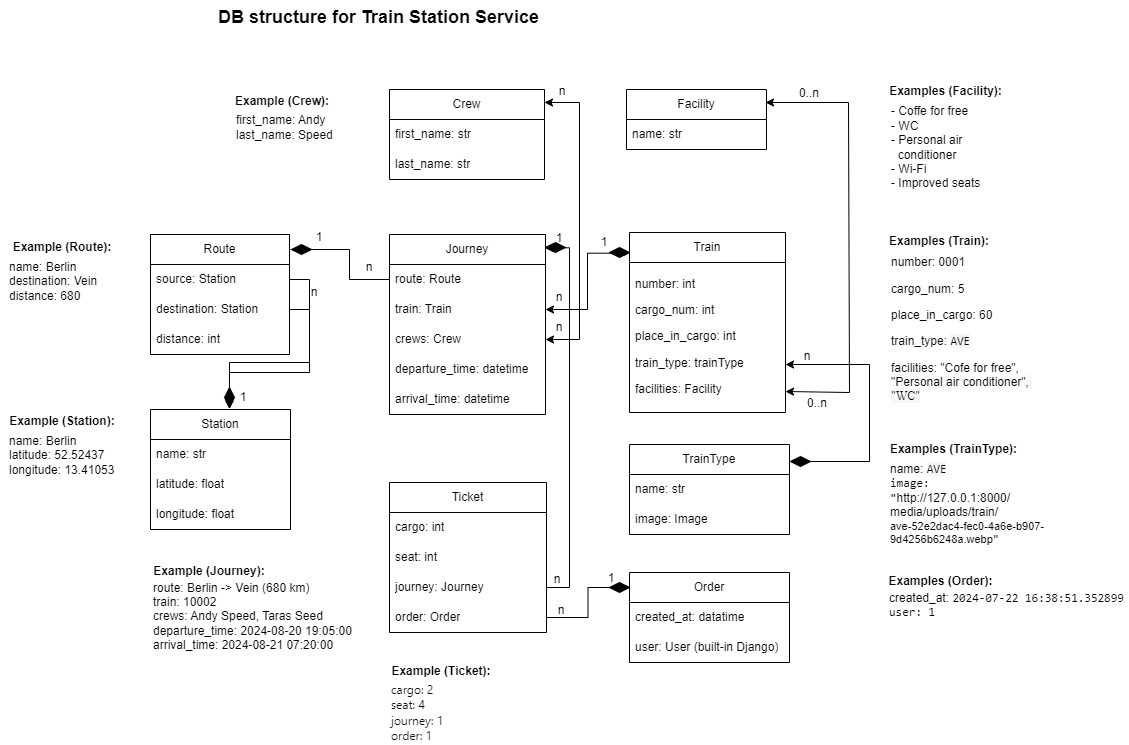 DB structure for Train Station Service
Example (Crew):
first_name: Andy
last_name: Speed
Crew
first_name: str
last_name: str
n
Facility
name: str
0..n
Examples (Facility):
- Coffe for free
- WC
- Personal air
conditioner
- Wi-Fi
- Improved seats
Example (Route):
name: Berlin
destination: Vein
distance: 680
Route
source: Station
destination: Station
distance: int
1
n
n
Journey
route: Route
train: Train
crews: Crew
departure_time: datetime
arrival_time: datetime
1
n
n
1
Train
number: int
cargo_num: int
place_in_cargo: int
train_type: trainType
facilities: Facility
n
0..n
Examples (Train):
number: 0001
cargo_num: 5
place_in_cargo: 60
train_type: AVE
facilities: "Cofe for free",
"Personal air conditioner",
"WC"
Example (Station):
name: Berlin
latitude: 52.52437
longitude: 13.41053
1
Station
name: str
latitude: float
longitude: float
TrainType
name: str
image: Image
Examples (TrainType):
name: AVE
image:
"http://127.0.0.1:8000/
media/uploads/train/
ave-52e2dac4-fec0-4a6e-b907-
9d4256b6248a.webp"
Ticket
cargo: int
seat: int
journey: Journey
order: Order
n
n
1
Order
created_at: datatime
user: User (built-in Django)
Examples (Order):
created_at: 2024-07-22 16:38:51.352899
user: 1
Example (Journey):
route: Berlin -> Vein (680 km)
train: 10002
crews: Andy Speed, Taras Seed
departure_time: 2024-08-20 19:05:00
arrival_time: 2024-08-21 07:20:00
Example (Ticket):
cargo: 2
seat: 4
journey: 1
order: 1